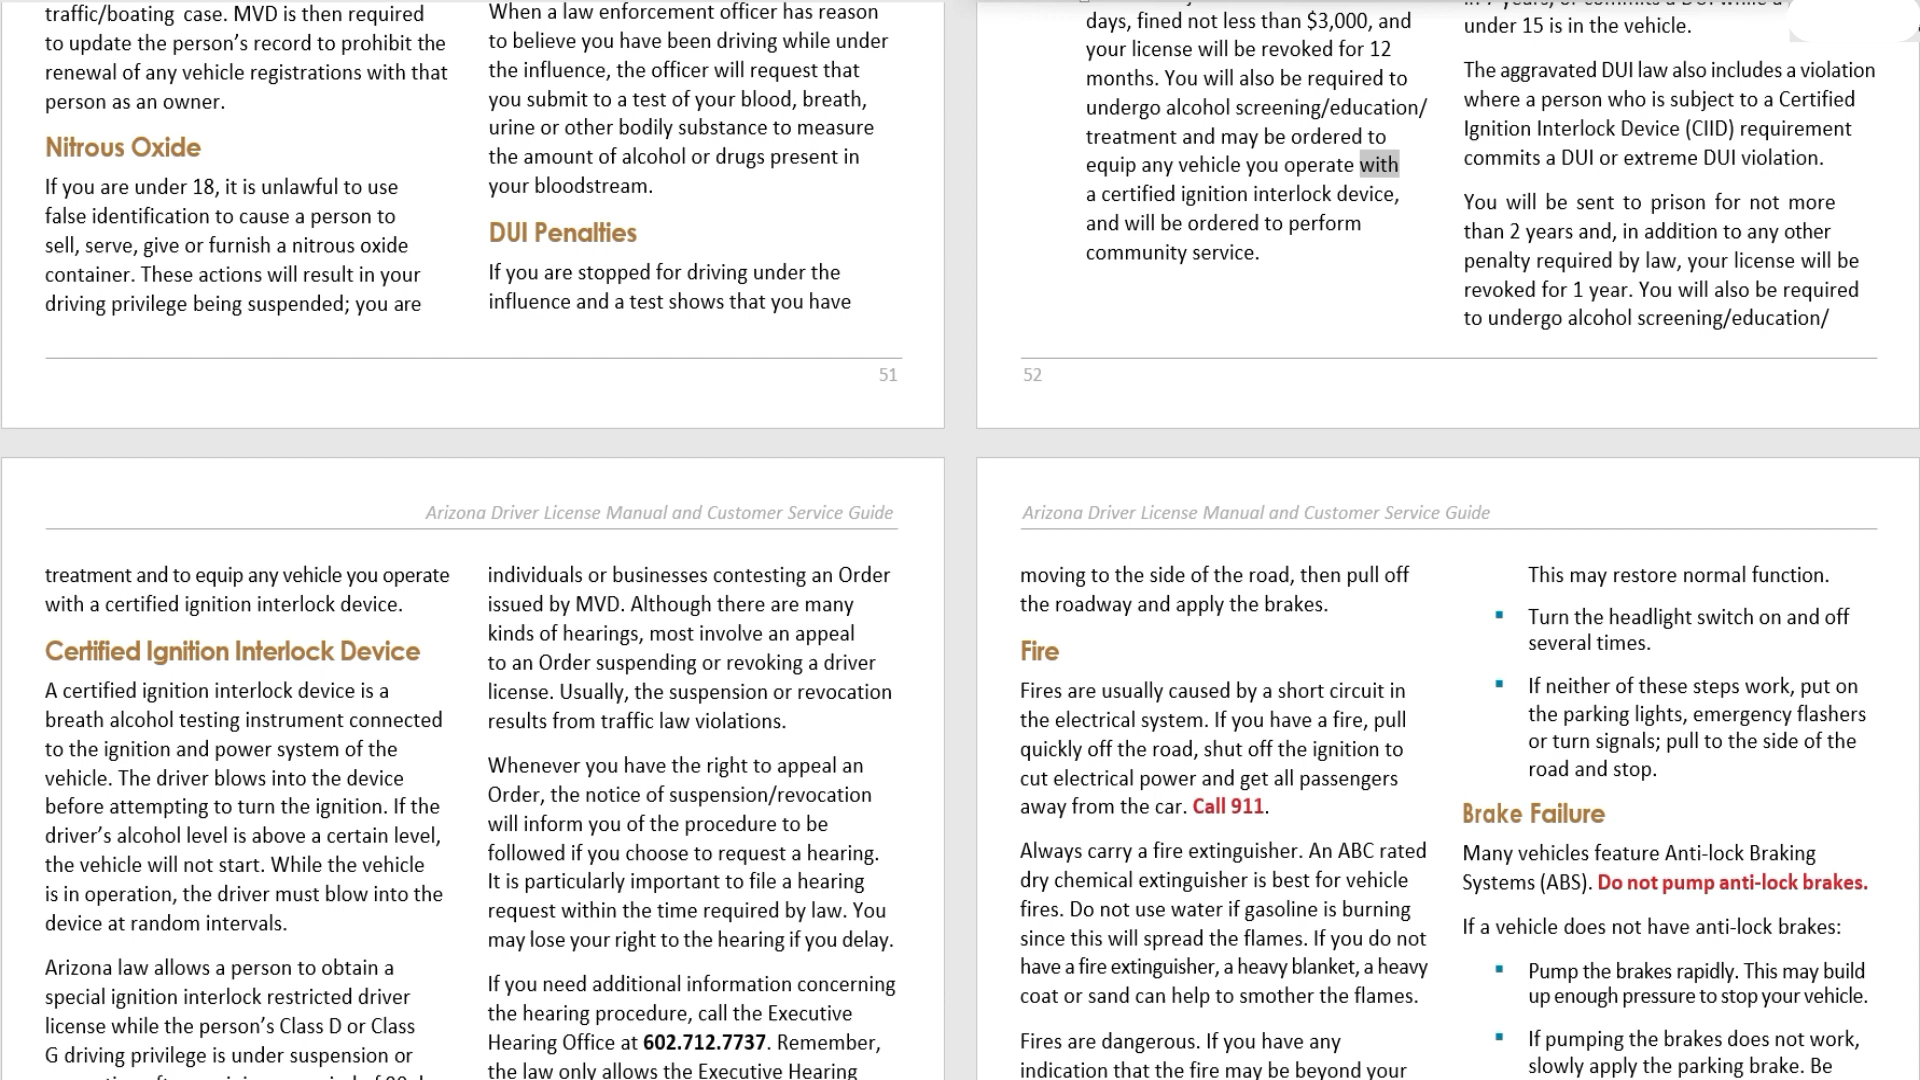 traffic/boating case. MVD is then required
to update the person’s record to prohibit the
renewal of any vehicle registrations with that
person as an owner.
Nitrous Oxide
If you are under 18, it is unlawful to use
false identification to cause a person to
sell, serve, give or furnish a nitrous oxide
container. These actions will result in your
driving privilege being suspended; you are
When a law enforcement officer has reason
to believe you have been driving while under
the influence, the officer will request that
you submit to a test of your blood, breath,
urine or other bodily substance to measure
the amount of alcohol or drugs present in
your bloodstream.
DUI Penalties
If you are stopped for driving under the
influence and a test shows that you have
51
days, fined not less than $3,000, and
your license will be revoked for 12
months. You will also be required to
undergo alcohol screening/education/
treatment and may be ordered to
equip any vehicle you operate with
a certified ignition interlock device,
and will be ordered to perform
community service.
under 15 is in the vehicle.
The aggravated DUI law also includes a violation
where a person who is subject to a Certified
Ignition Interlock Device (CIID) requirement
commits a DUI or extreme DUI violation.
You will be sent to prison for not more
than 2 years and, in addition to any other
penalty required by law, your license will be
revoked for 1 year. You will also be required
to undergo alcohol screening/education/
52
Arizona Driver License Manual and Customer Service Guide
treatment and to equip any vehicle you operate
with a certified ignition interlock device.
Certified Ignition Interlock Device
A certified ignition interlock device is a
breath alcohol testing instrument connected
to the ignition and power system of the
vehicle. The driver blows into the device
before attempting to turn the ignition. If the
driver’s alcohol level is above a certain level,
the vehicle will not start. While the vehicle
is in operation, the driver must blow into the
device at random intervals.
Arizona law allows a person to obtain a
special ignition interlock restricted driver
license while the person’s Class D or Class
G driving privilege is under suspension or
individuals or businesses contesting an Order
issued by MVD. Although there are many
kinds of hearings, most involve an appeal
to an Order suspending or revoking a driver
license. Usually, the suspension or revocation
results from traffic law violations.
Whenever you have the right to appeal an
Order, the notice of suspension/revocation
will inform you of the procedure to be
followed if you choose to request a hearing.
It is particularly important to file a hearing
request within the time required by law. You
may lose your right to the hearing if you delay.
If you need additional information concerning
the hearing procedure, call the Executive
Hearing Office at 602.712.7737. Remember,
the law only allows the Executive Hearing
Arizona Driver License Manual and Customer Service Guide
moving to the side of the road, then pull off
the roadway and apply the brakes.
Fire
Fires are usually caused by a short circuit in
the electrical system. If you have a fire, pull
quickly off the road, shut off the ignition to
cut electrical power and get all passengers
away from the car. Call 911.
Always carry a fire extinguisher. An ABC rated
dry chemical extinguisher is best for vehicle
fires. Do not use water if gasoline is burning
since this will spread the flames. If you do not
have a fire extinguisher, a heavy blanket, a heavy
coat or sand can help to smother the flames.
Fires are dangerous. If you have any
indication that the fire may be beyond your
This may restore normal function.
▪ Turn the headlight switch on and off
several times.
▪ If neither of these steps work, put on
the parking lights, emergency flashers
or turn signals; pull to the side of the
road and stop.
Brake Failure
Many vehicles feature Anti-lock Braking
Systems (ABS). Do not pump anti-lock brakes.
If a vehicle does not have anti-lock brakes:
▪ Pump the brakes rapidly. This may build
up enough pressure to stop your vehicle.
▪ If pumping the brakes does not work,
slowly apply the parking brake. Be